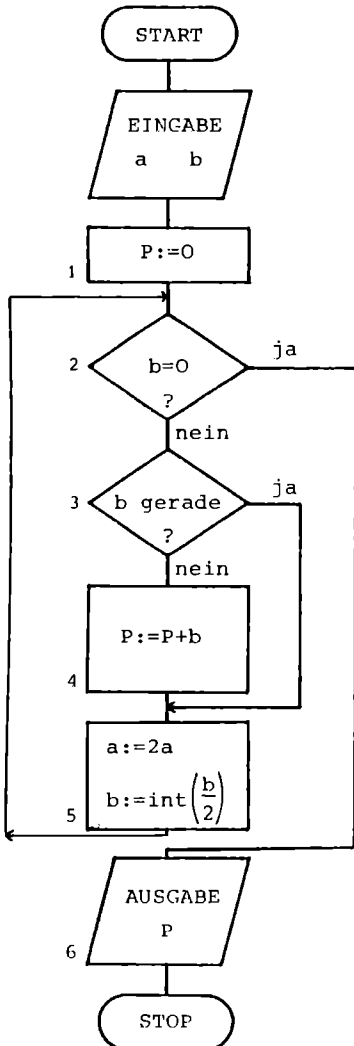 START
EINGABE
a b
P:=O
1
b=O
?
2
ja
nein
b gerade
?
3
ja
nein
P:=P+b
4
a:=2a
b:=int(b/2)
5
AUSGABE
P
6
STOP